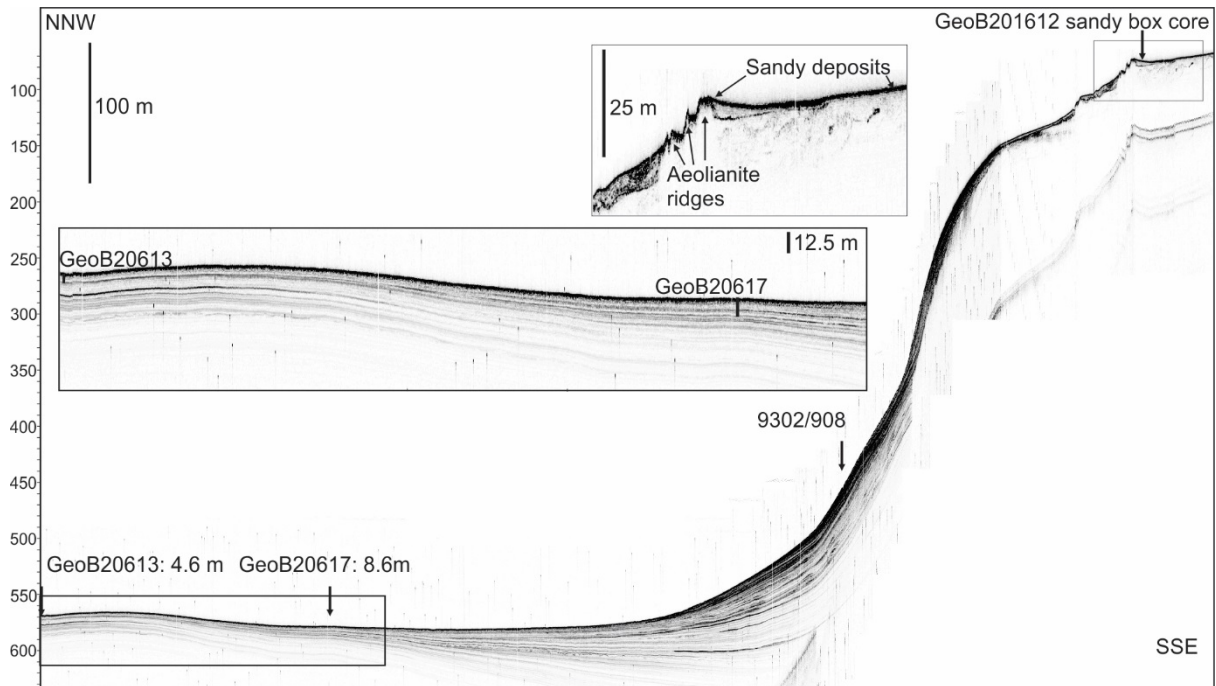 NNW
GeoB201612 sandy box core
100 m
25 m
Sandy deposits
Aeolianite
ridges
100
150
200
250
300
350
400
450
500
550
600
12.5 m
GeoB20613
GeoB20617
9302/908
GeoB20613: 4.6 m
GeoB20617: 8.6m
SSE